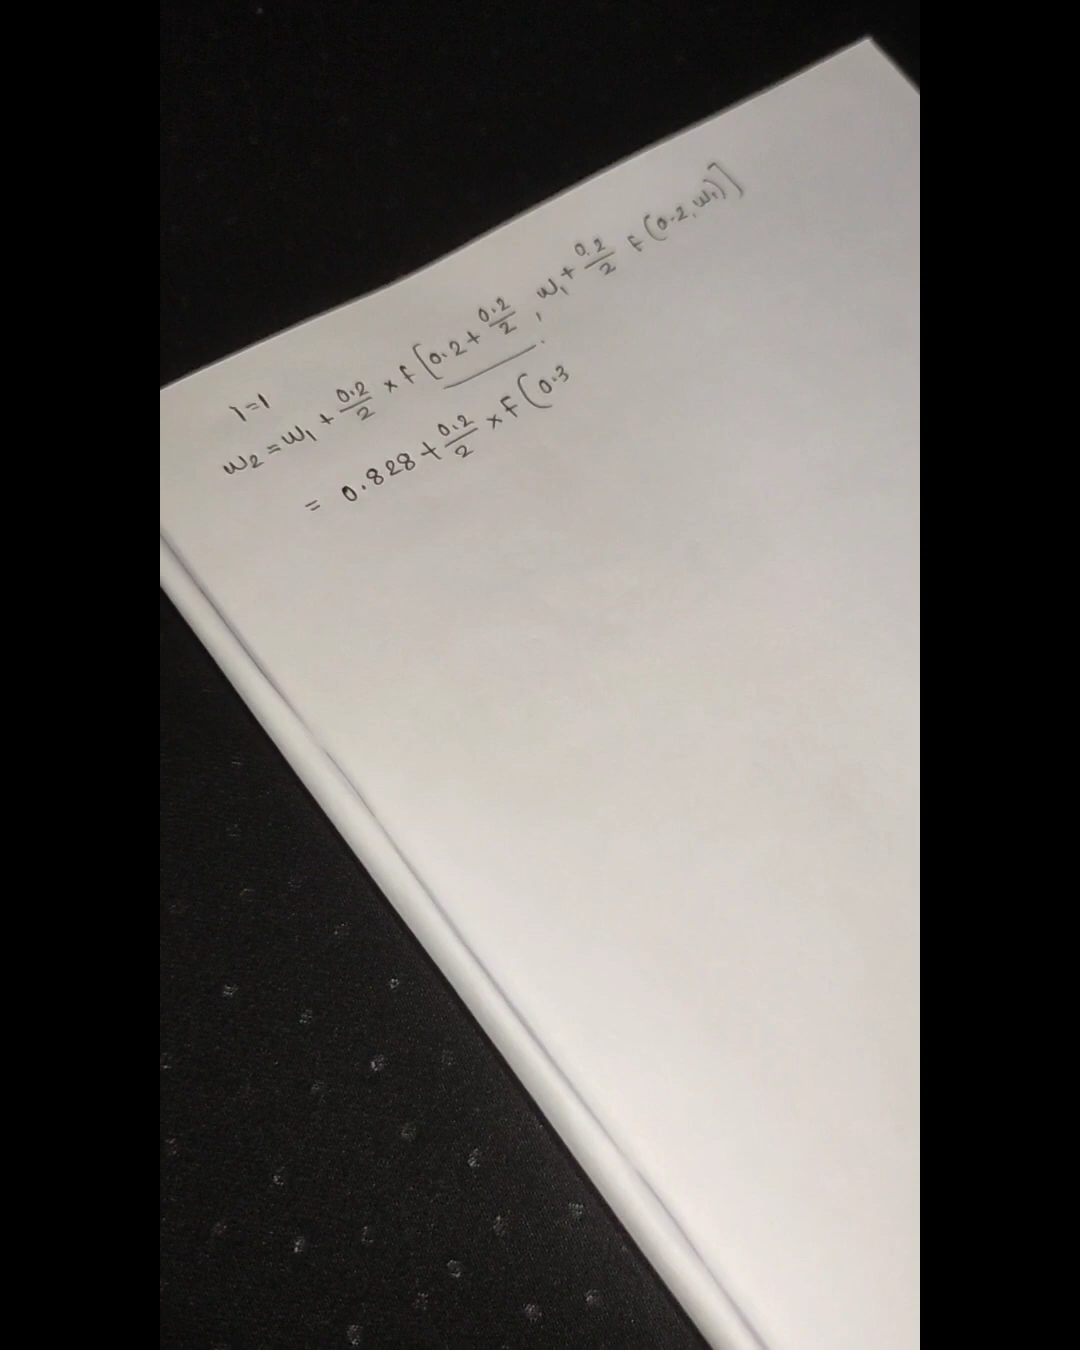 i=1
w₂ = w₁ + 0.2/2 × f [0.2 + 0.2/2 , w₁ + 0.2/2 f (0.2, w₁)]
= 0.828 + 0.2/2 × f (0.3